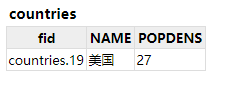 countries
fid NAME POPDENS
countries.19 美国 27